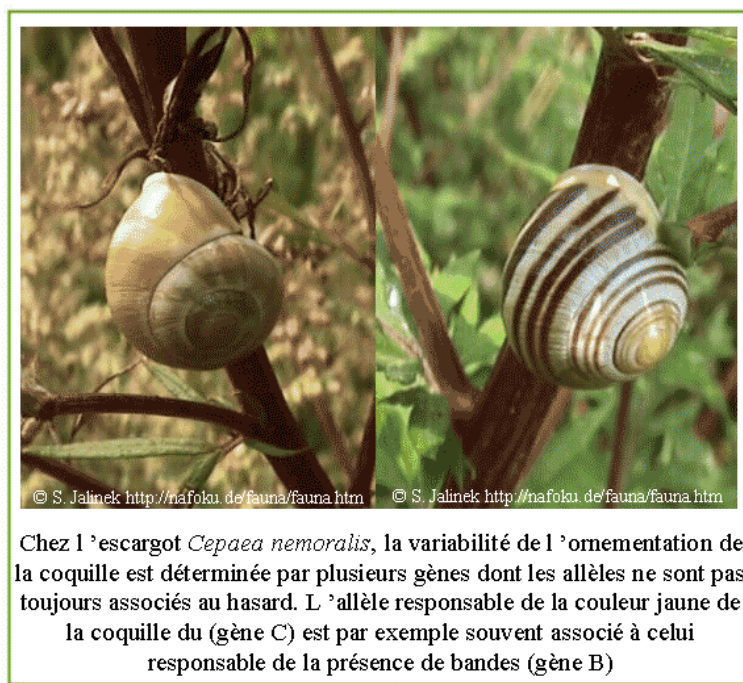 © S. Jalinek http://nafoku.de/fauna/fauna.htm
© S. Jalinek http://nafoku.de/fauna/fauna.htm
Chez l ’escargot Cepaea nemoralis, la variabilité de l ’ornementation de
la coquille est déterminée par plusieurs gènes dont les allèles ne sont pas
toujours associés au hasard. L ’allèle responsable de la couleur jaune de
la coquille du (gène C) est par exemple souvent associé à celui
responsable de la présence de bandes (gène B)